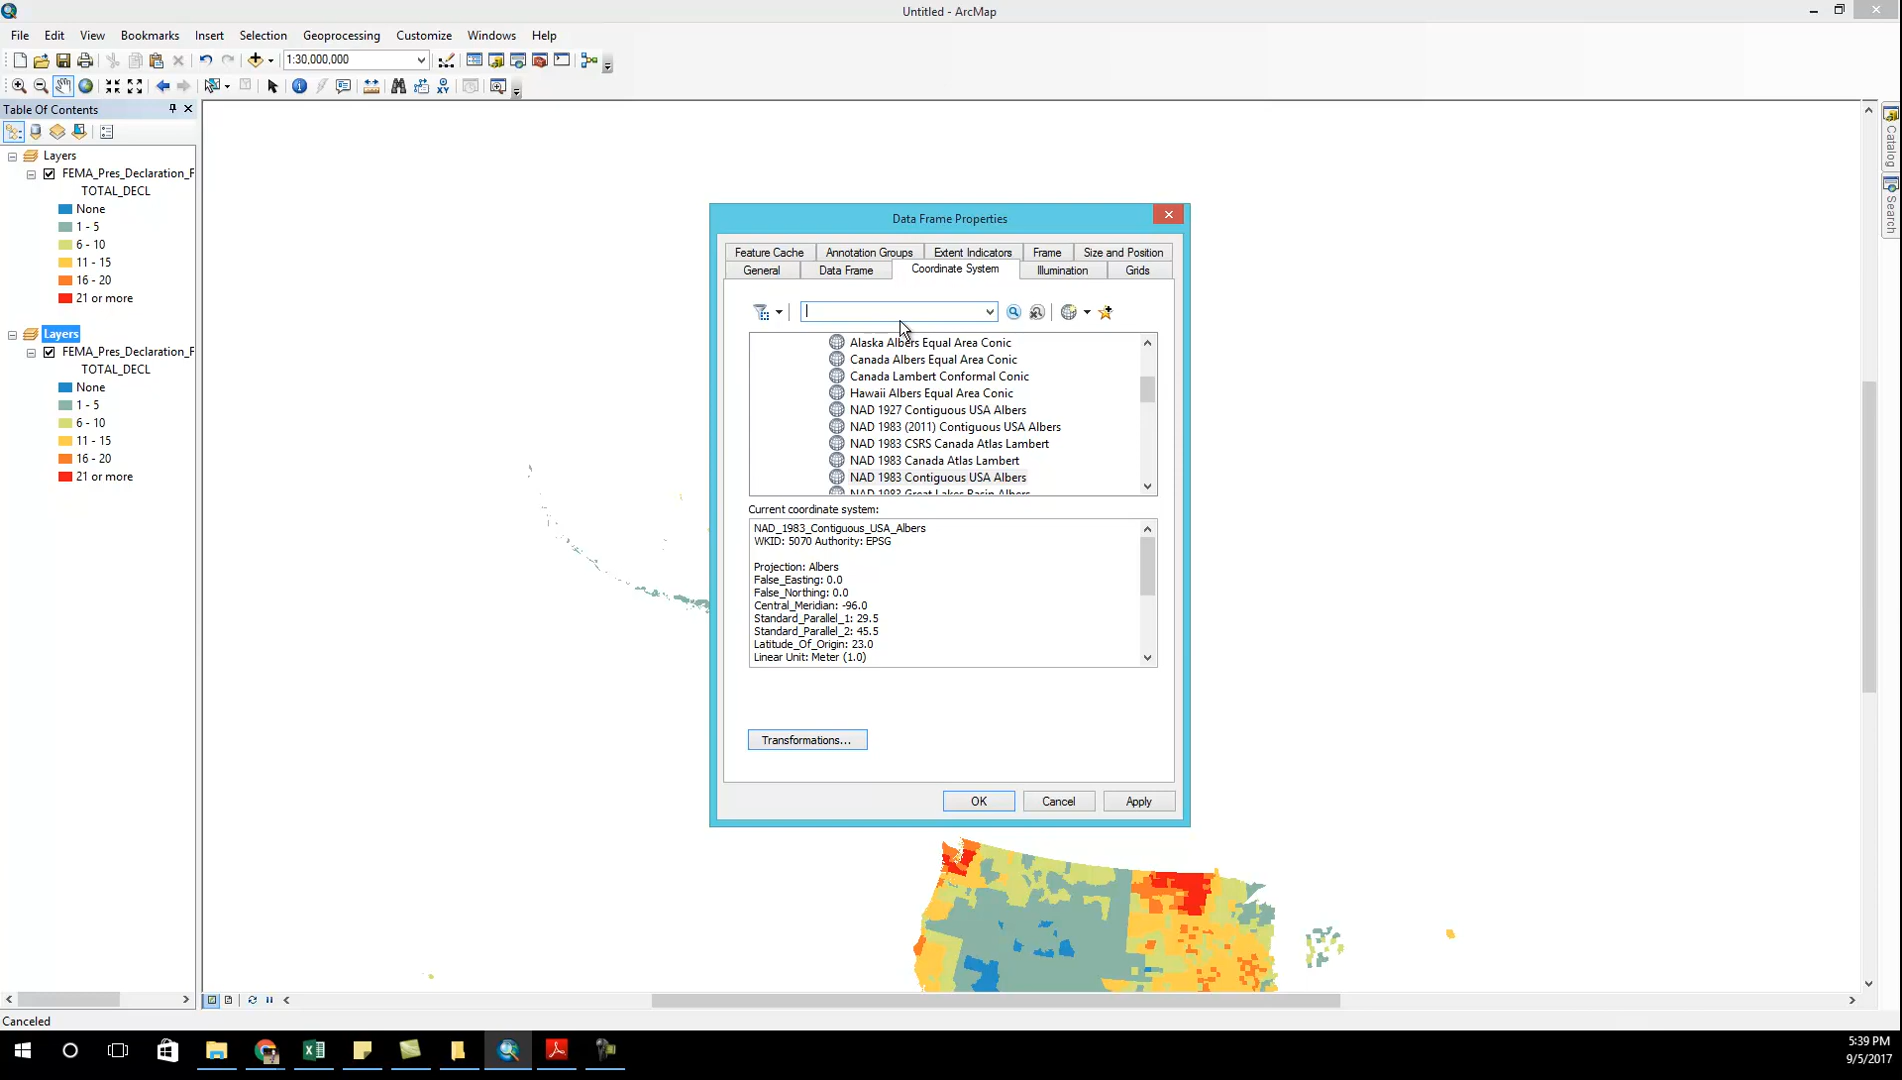 Untitled - ArcMap
File Edit View Bookmarks Insert Selection Geoprocessing Customize Windows Help
1:30,000,000
Table Of Contents
Layers
FEMA_Pres_Declaration_F
TOTAL_DECL
None
1 - 5
6 - 10
11 - 15
16 - 20
21 or more
Layers
FEMA_Pres_Declaration_F
TOTAL_DECL
None
1 - 5
6 - 10
11 - 15
16 - 20
21 or more
Data Frame Properties
Feature Cache Annotation Groups Extent Indicators Frame Size and Position
General Data Frame Coordinate System Illumination Grids
Alaska Albers Equal Area Conic
Canada Albers Equal Area Conic
Canada Lambert Conformal Conic
Hawaii Albers Equal Area Conic
NAD 1927 Contiguous USA Albers
NAD 1983 (2011) Contiguous USA Albers
NAD 1983 CSRS Canada Atlas Lambert
NAD 1983 Canada Atlas Lambert
NAD 1983 Contiguous USA Albers
NAD 1983 Great Lakes Basin Albers
Current coordinate system:
NAD_1983_Contiguous_USA_Albers
WKID: 5070 Authority: EPSG
Projection: Albers
False_Easting: 0.0
False_Northing: 0.0
Central_Meridian: -96.0
Standard_Parallel_1: 29.5
Standard_Parallel_2: 45.5
Latitude_Of_Origin: 23.0
Linear Unit: Meter (1.0)
Transformations...
OK Cancel Apply
Catalog
Search
Canceled
5:39 PM
9/5/2017